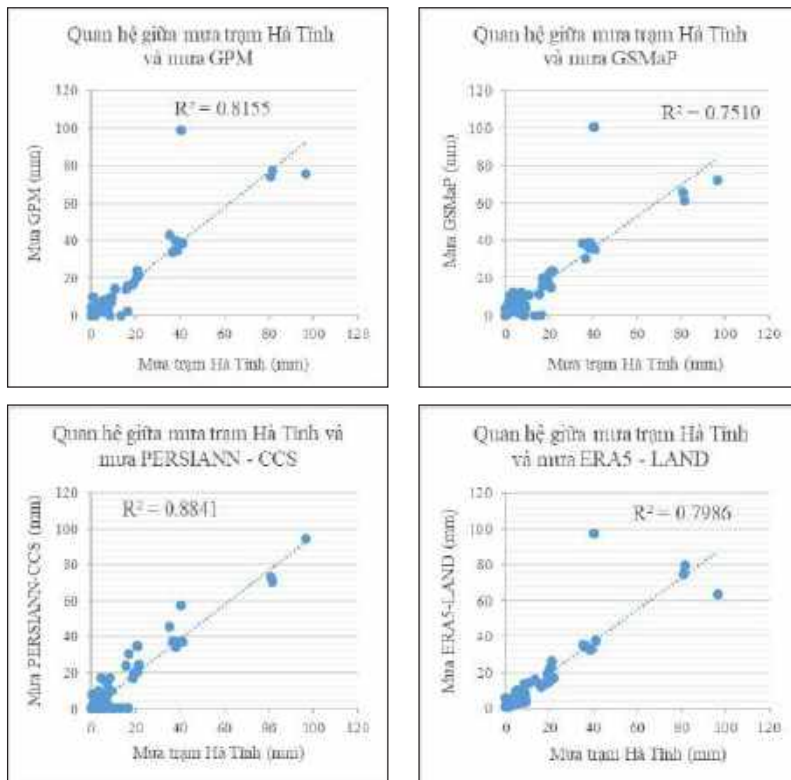 Quan hệ giữa mưa trạm Hà Tĩnh
và mưa GPM
R² = 0.8155
Mưa GPM (mm)
120
100
80
60
40
20
0
0 20 40 60 80 100 120
Mưa trạm Hà Tĩnh (mm)
Quan hệ giữa mưa trạm Hà Tĩnh
và mưa GSMaP
R² = 0.7510
Mưa GSMaP (mm)
120
100
80
60
40
20
0
0 20 40 60 80 100 120
Mưa trạm Hà Tĩnh (mm)
Quan hệ giữa mưa trạm Hà Tĩnh và
mưa PERSIANN - CCS
R² = 0.8841
Mưa PERSIANN-CCS (mm)
120
100
80
60
40
20
0
0 20 40 60 80 100 120
Mưa trạm Hà Tĩnh (mm)
Quan hệ giữa mưa trạm Hà Tĩnh
và mưa ERA5 - LAND
R² = 0.7986
Mưa ERA5-LAND (mm)
120
100
80
60
40
20
0
0 20 40 60 80 100 120
Mưa trạm Hà Tĩnh (mm)